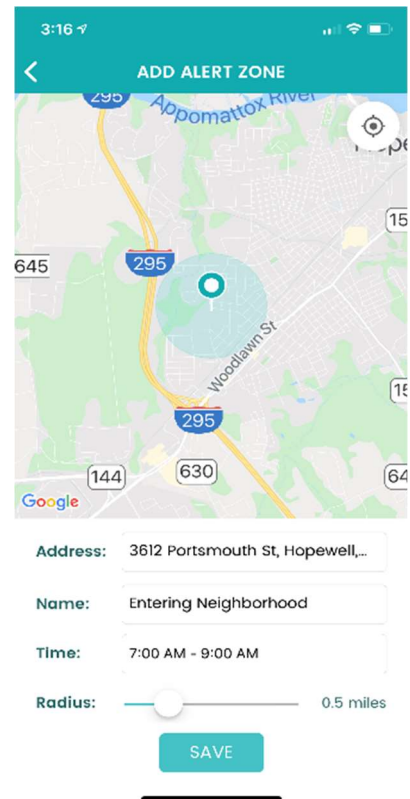 3:16
ADD ALERT ZONE
295
Appomattox River
15
645
295
Woodlawn St
15
295
144
630
64
Google
Address: 3612 Portsmouth St, Hopewell,...
Name: Entering Neighborhood
Time: 7:00 AM - 9:00 AM
Radius: 0.5 miles
SAVE